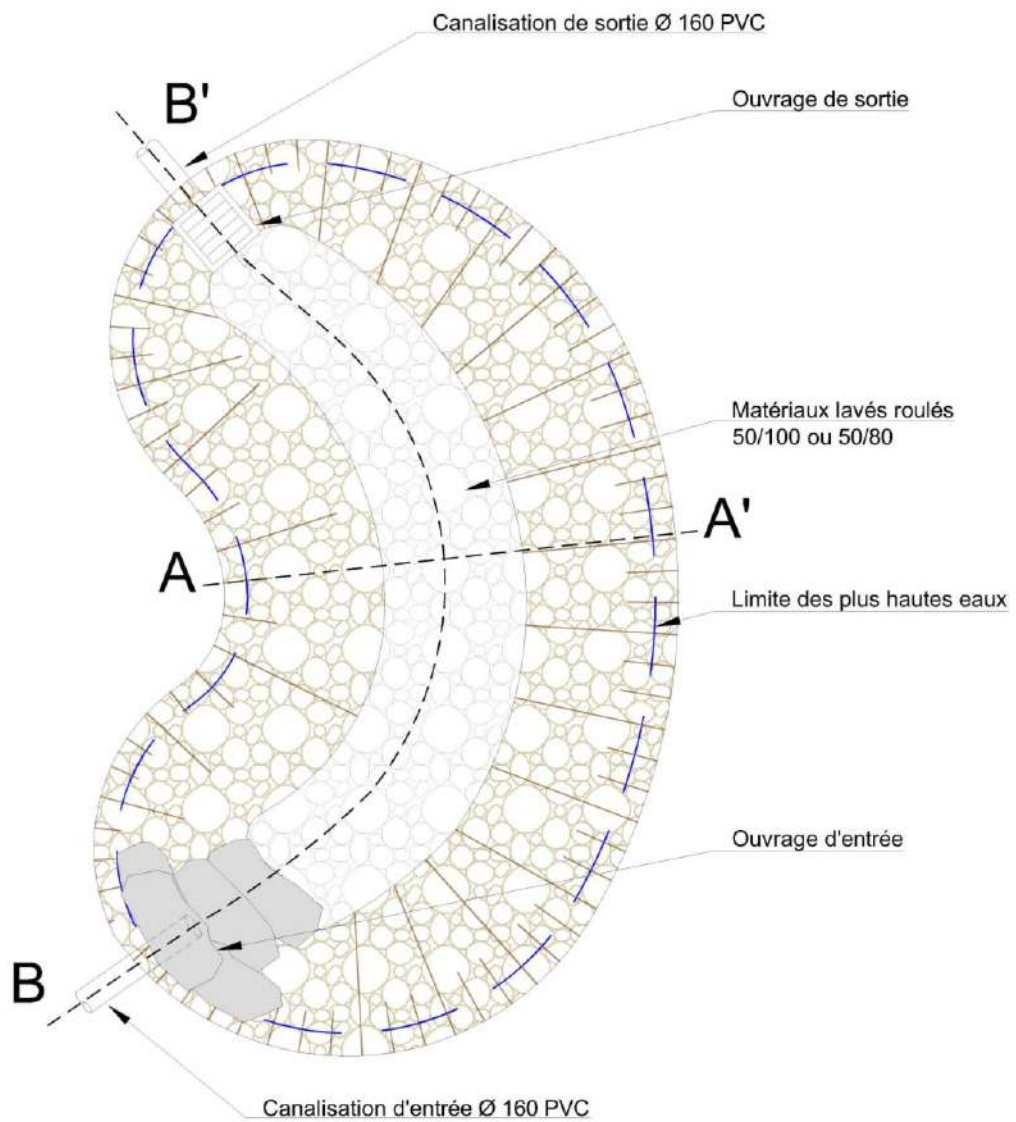 Canalisation de sortie Ø 160 PVC
B'
Ouvrage de sortie
Matériaux lavés roulés
50/100 ou 50/80
A'
A
Limite des plus hautes eaux
Ouvrage d'entrée
B
Canalisation d'entrée Ø 160 PVC